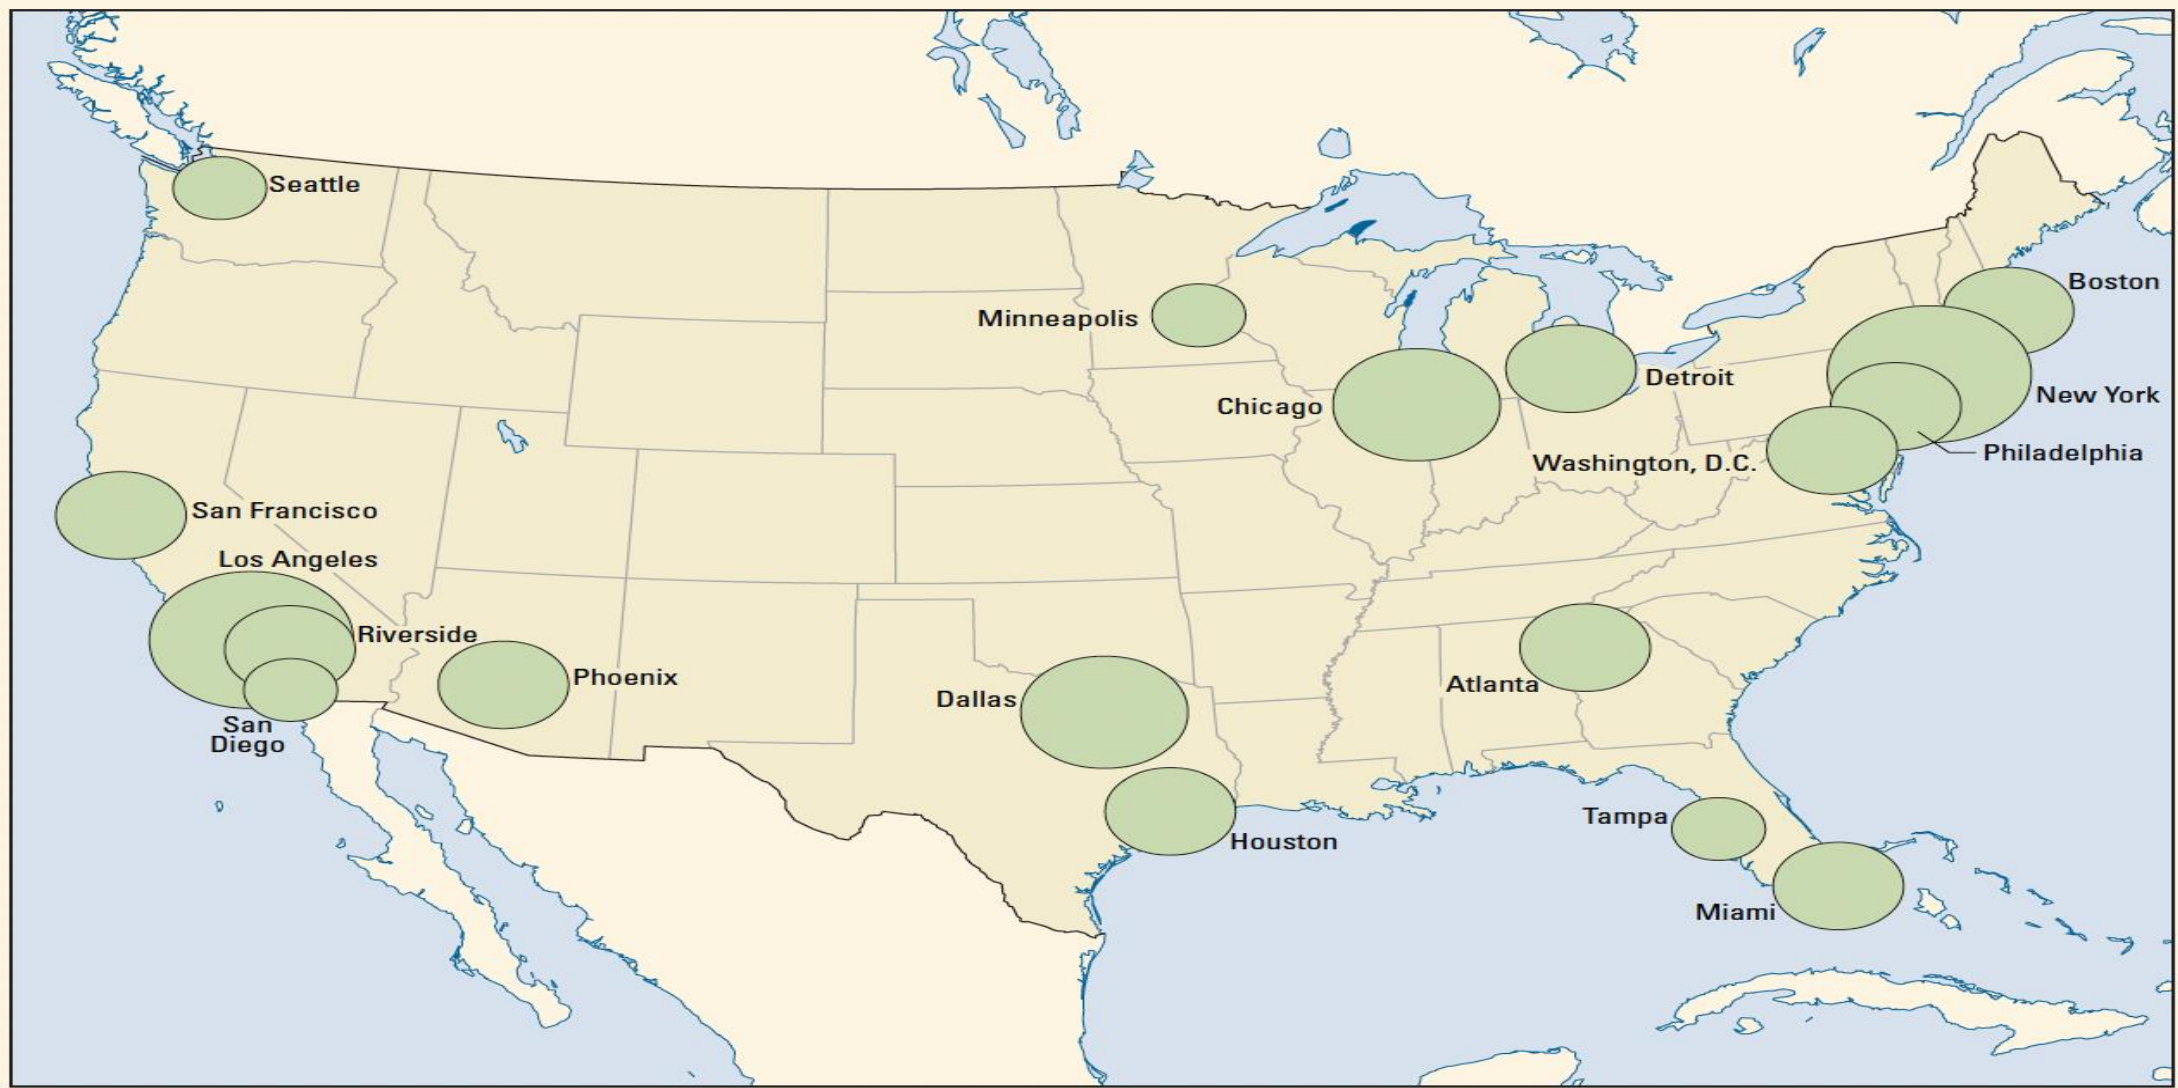 Seattle
Boston
Minneapolis
Detroit
New York
Chicago
Philadelphia
Washington, D.C.
San Francisco
Los Angeles
Riverside
Phoenix
Atlanta
Dallas
San
Diego
Tampa
Houston
Miami